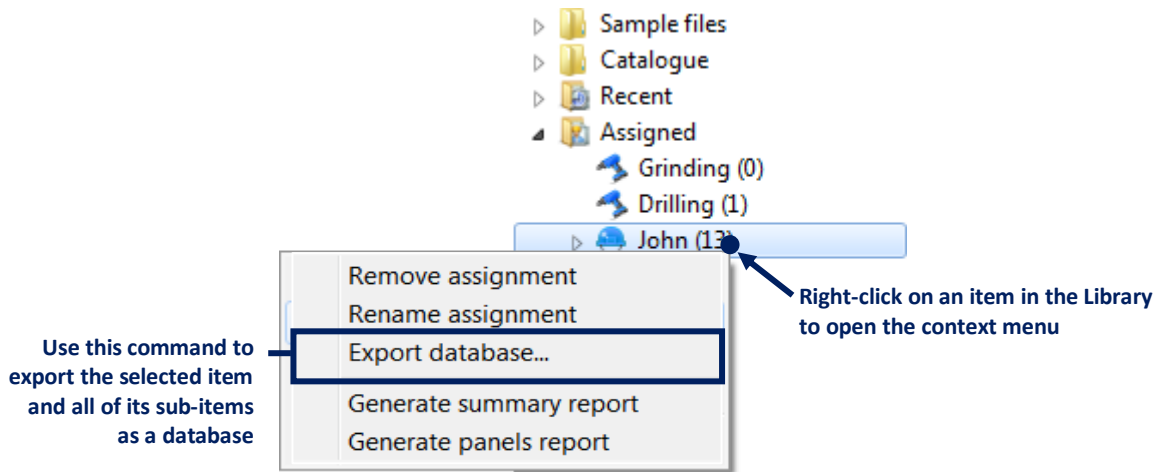 Sample files
Catalogue
Recent
Assigned
Grinding (0)
Drilling (1)
John (13)
Remove assignment
Rename assignment
Export database...
Generate summary report
Generate panels report
Right-click on an item in the Library
to open the context menu
Use this command to
export the selected item
and all of its sub-items
as a database